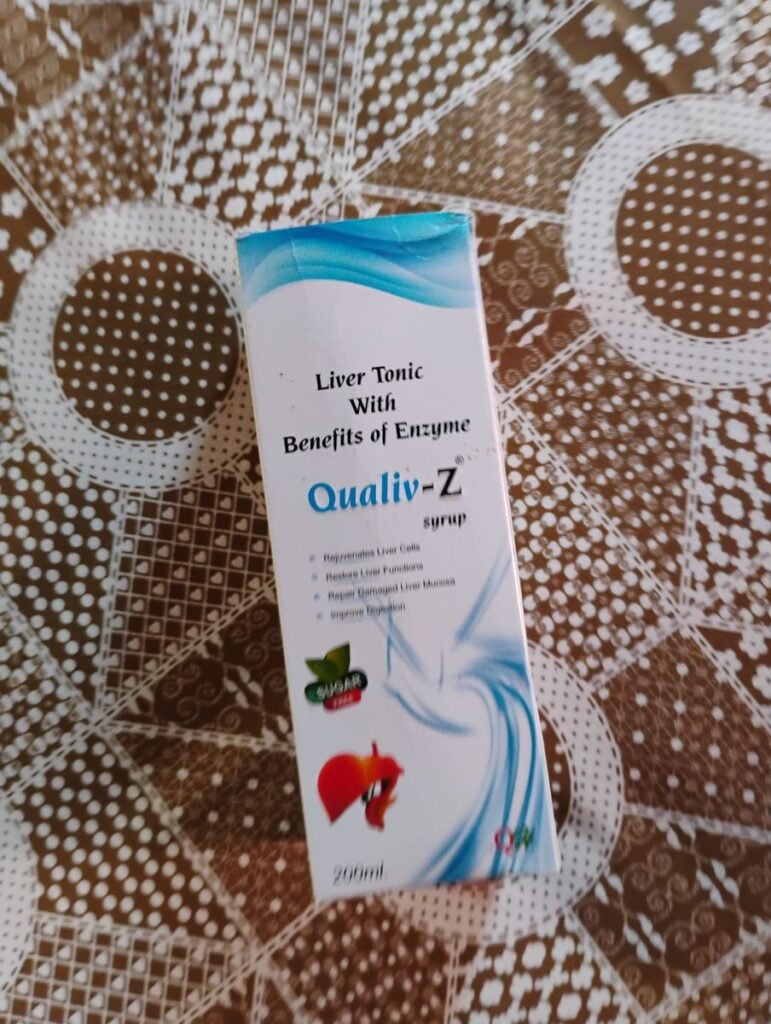 Liver Tonic
With
Benefits of Enzyme
Qualiv-Z®
syrup
Rejuvenates Liver Cells
Restore Liver Functions
Repair Damaged Liver Mucosa
Improve Digestion
SUGAR
FREE
200ml.